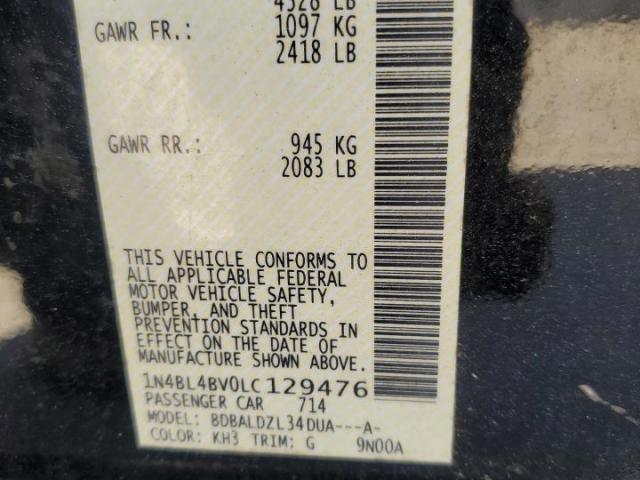 4528 LB
GAWR FR.: 1097 KG
2418 LB
GAWR RR.: 945 KG
2083 LB
THIS VEHICLE CONFORMS TO
ALL APPLICABLE FEDERAL
MOTOR VEHICLE SAFETY,
BUMPER, AND THEFT
PREVENTION STANDARDS IN
EFFECT ON THE DATE OF
MANUFACTURE SHOWN ABOVE.
1N4BL4BV0LC129476
PASSENGER CAR 714
MODEL: BDBALDZL34DUA---A-
COLOR: KH3 TRIM: G 9N00A